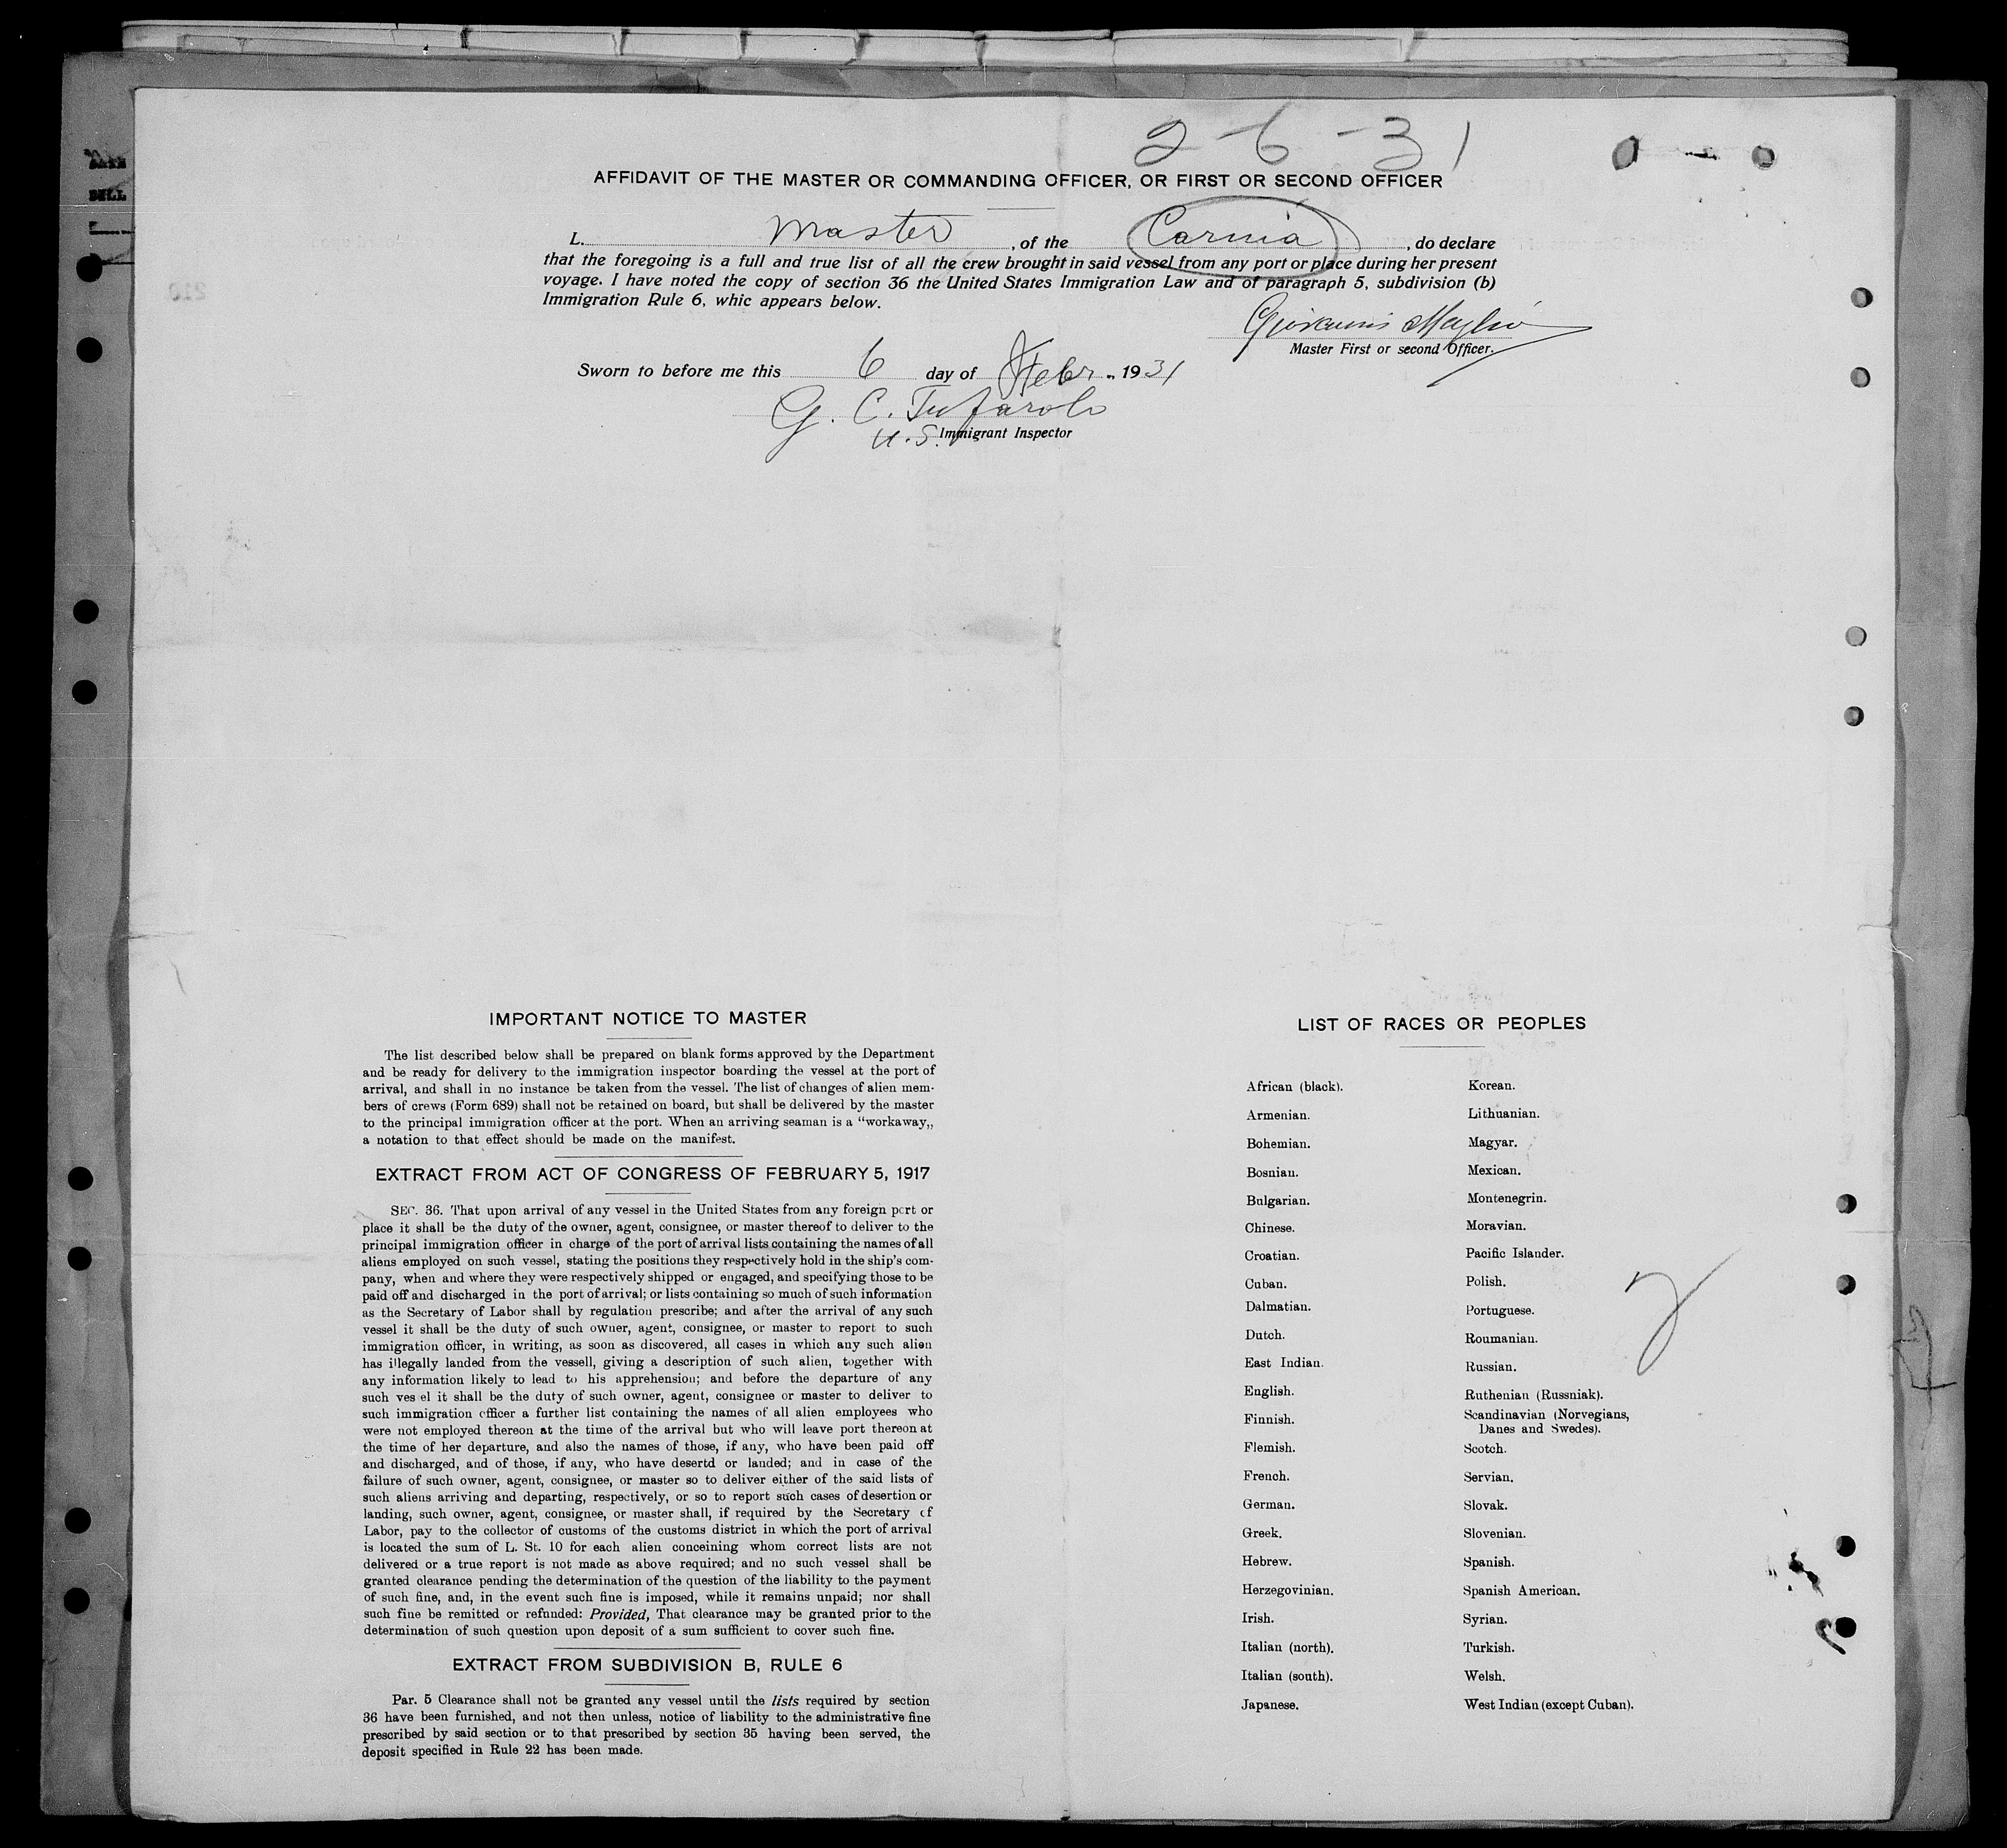 2-6-31
AFFIDAVIT OF THE MASTER OR COMMANDING OFFICER, OR FIRST OR SECOND OFFICER
I. Master , of the Carnia , do declare
that the foregoing is a full and true list of all the crew brought in said vessel from any port or place during her present
voyage. I have noted the copy of section 36 the United States Immigration Law and of paragraph 5, subdivision (b)
Immigration Rule 6, whic appears below.
Giovanni
Master First or second Officer.
Sworn to before me this 6 day of Febr. 1931
G. C. Tufarolo
U.S. Immigrant Inspector
IMPORTANT NOTICE TO MASTER
The list described below shall be prepared on blank forms approved by the Department
and be ready for delivery to the immigration inspector boarding the vessel at the port of
arrival, and shall in no instance be taken from the vessel. The list of changes of alien mem-
bers of crews (Form 689) shall not be retained on board, but shall be delivered by the master
to the principal immigration officer at the port. When an arriving seaman is a “workaway„
a notation to that effect should be made on the manifest.
EXTRACT FROM ACT OF CONGRESS OF FEBRUARY 5, 1917
SEC. 36. That upon arrival of any vessel in the United States from any foreign port or
place it shall be the duty of the owner, agent, consignee, or master thereof to deliver to the
principal immigration officer in charge of the port of arrival lists containing the names of all
aliens employed on such vessel, stating the positions they respectively hold in the ship's com-
pany, when and where they were respectively shipped or engaged, and specifying those to be
paid off and discharged in the port of arrival; or lists containing so much of such information
as the Secretary of Labor shall by regulation prescribe; and after the arrival of any such
vessel it shall be the duty of such owner, agent, consignee, or master to report to such
immigration officer, in writing, as soon as discovered, all cases in which any such alien
has illegally landed from the vessell, giving a description of such alien, together with
any information likely to lead to his apprehension; and before the departure of any
such ves el it shall be the duty of such owner, agent, consignee or master to deliver to
such immigration officer a further list containing the names of all alien employees who
were not employed thereon at the time of the arrival but who will leave port thereon at
the time of her departure, and also the names of those, if any, who have been paid off
and discharged, and of those, if any, who have desertd or landed; and in case of the
failure of such owner, agent, consignee, or master so to deliver either of the said lists of
such aliens arriving and departing, respectively, or so to report such cases of desertion or
landing, such owner, agent, consignee, or master shall, if required by the Secretary of
Labor, pay to the collector of customs of the customs district in which the port of arrival
is located the sum of L. St. 10 for each alien conceining whom correct lists are not
delivered or a true report is not made as above required; and no such vessel shall be
granted clearance pending the determination of the question of the liability to the payment
of such fine, and, in the event such fine is imposed, while it remains unpaid; nor shall
such fine be remitted or refunded: Provided, That clearance may be granted prior to the
determination of such question upon deposit of a sum sufficient to cover such fine.
EXTRACT FROM SUBDIVISION B, RULE 6
Par. 5 Clearance shall not be granted any vessel until the lists required by section
36 have been furnished, and not then unless, notice of liability to the administrative fine
prescribed by said section or to that prescribed by section 35 having been served, the
deposit specified in Rule 22 has been made.
LIST OF RACES OR PEOPLES
African (black).
Armenian.
Bohemian.
Bosnian.
Bulgarian.
Chinese.
Croatian.
Cuban.
Dalmatian.
Dutch.
East Indian.
English.
Finnish.
Flemish.
French.
German.
Greek.
Hebrew.
Herzegovinian.
Irish.
Italian (north).
Italian (south).
Japanese.
Korean.
Lithuanian.
Magyar.
Mexican.
Montenegrin.
Moravian.
Pacific Islander.
Polish.
Portuguese.
Roumanian.
Russian.
Ruthenian (Russniak).
Scandinavian (Norvegians,
Danes and Swedes).
Scotch.
Servian.
Slovak.
Slovenian.
Spanish.
Spanish American.
Syrian.
Turkish.
Welsh.
West Indian (except Cuban).